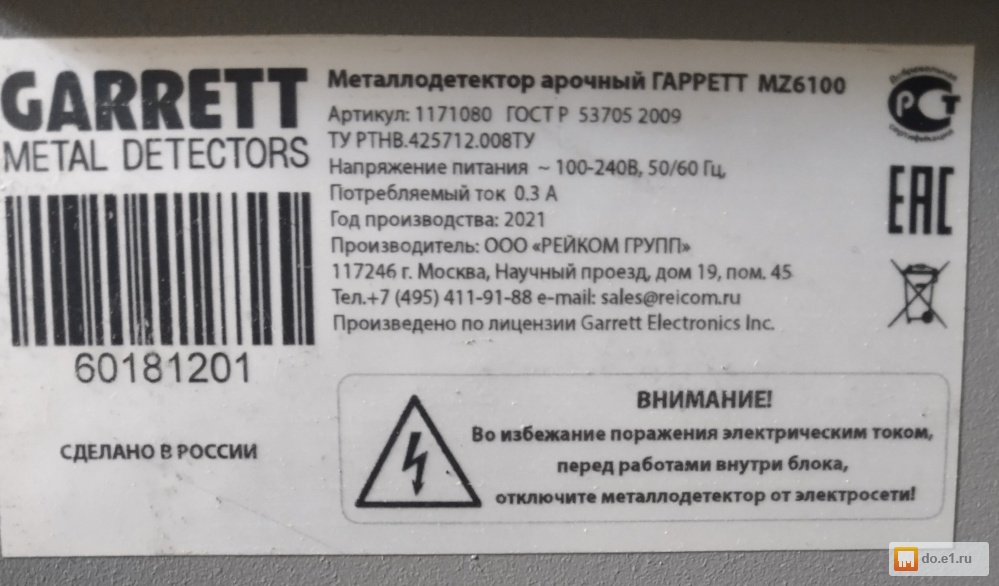 GARRETT
METAL DETECTORS
60181201
СДЕЛАНО В РОССИИ
Металлодетектор арочный ГАРРЕТТ MZ6100
Артикул: 1171080 ГОСТ Р 53705 2009
ТУ РТНВ.425712.008ТУ
Напряжение питания ~ 100-240В, 50/60 Гц,
Потребляемый ток 0.3 А
Год производства: 2021
Производитель: ООО «РЕЙКОМ ГРУПП»
117246 г. Москва, Научный проезд, дом 19, пом. 45
Тел.+7 (495) 411-91-88 e-mail: sales@reicom.ru
Произведено по лицензии Garrett Electronics Inc.
Добровольная
РСТ
сертификация
EAC
ВНИМАНИЕ!
Во избежание поражения электрическим током,
перед работами внутри блока,
отключите металлодетектор от электросети!
do.e1.ru